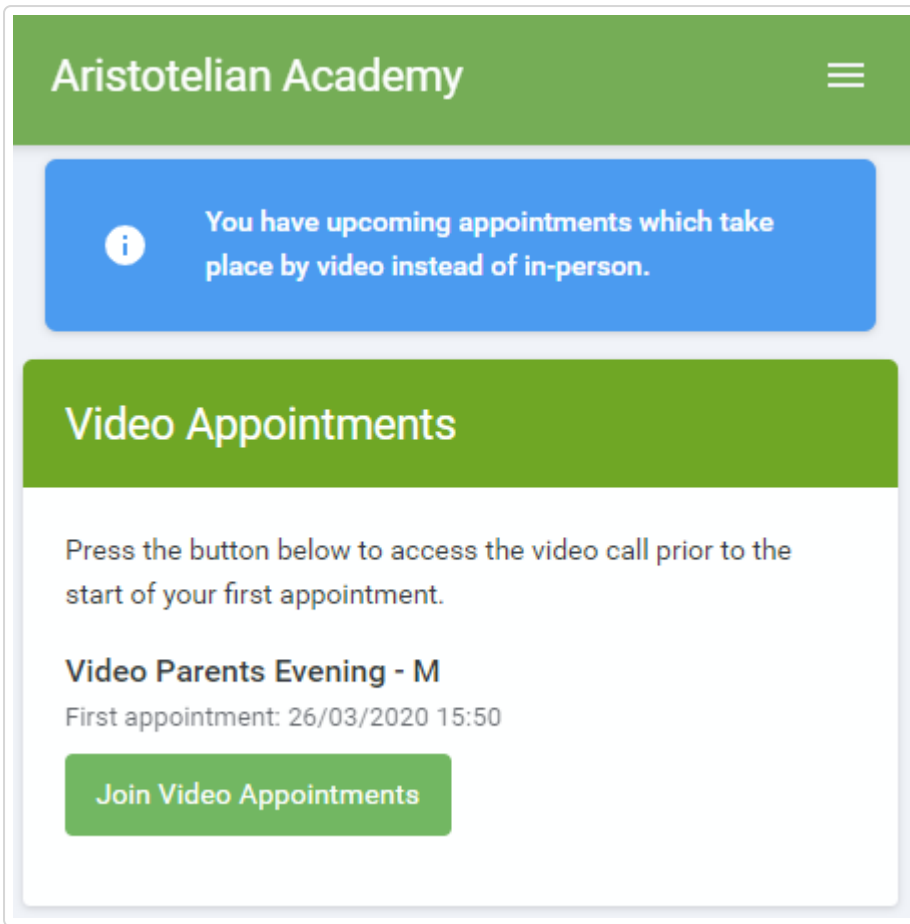 Aristotelian Academy
You have upcoming appointments which take
place by video instead of in-person.
Video Appointments
Press the button below to access the video call prior to the
start of your first appointment.
Video Parents Evening - M
First appointment: 26/03/2020 15:50
Join Video Appointments